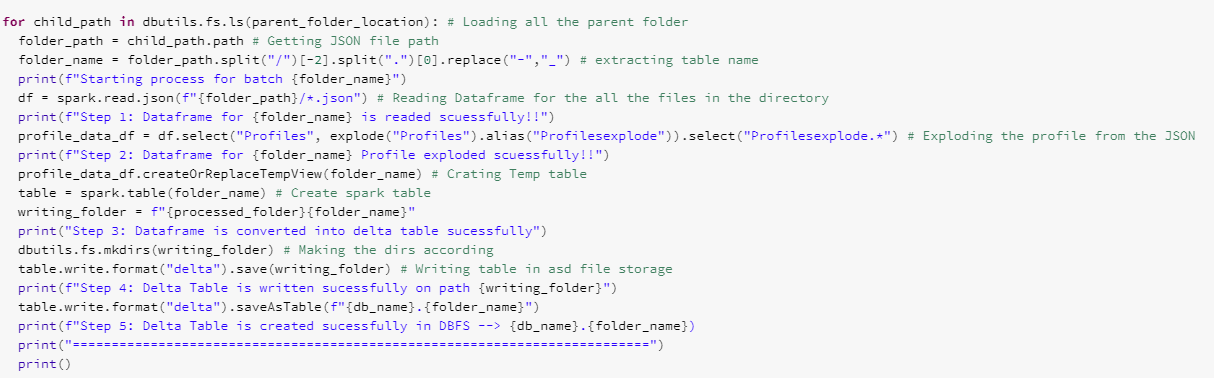 for child_path in dbutils.fs.ls(parent_folder_location): # Loading all the parent folder
  folder_path = child_path.path # Getting JSON file path
  folder_name = folder_path.split("/")[-2].split(".")[0].replace("-","_") # extracting table name
  print(f"Starting process for batch {folder_name}")
  df = spark.read.json(f"{folder_path}/*.json") # Reading Dataframe for the all the files in the directory
  print(f"Step 1: Dataframe for {folder_name} is readed scuessfully!!")
  profile_data_df = df.select("Profiles", explode("Profiles").alias("Profilesexplode")).select("Profilesexplode.*") # Exploding the profile from the JSON
  print(f"Step 2: Dataframe for {folder_name} Profile exploded scuessfully!!")
  profile_data_df.createOrReplaceTempView(folder_name) # Crating Temp table
  table = spark.table(folder_name) # Create spark table
  writing_folder = f"{processed_folder}{folder_name}"
  print("Step 3: Dataframe is converted into delta table sucessfully")
  dbutils.fs.mkdirs(writing_folder) # Making the dirs according
  table.write.format("delta").save(writing_folder) # Writing table in asd file storage
  print(f"Step 4: Delta Table is written sucessfully on path {writing_folder}")
  table.write.format("delta").saveAsTable(f"{db_name}.{folder_name}")
  print(f"Step 5: Delta Table is created sucessfully in DBFS --> {db_name}.{folder_name})
  print("==========================================================================")
  print()